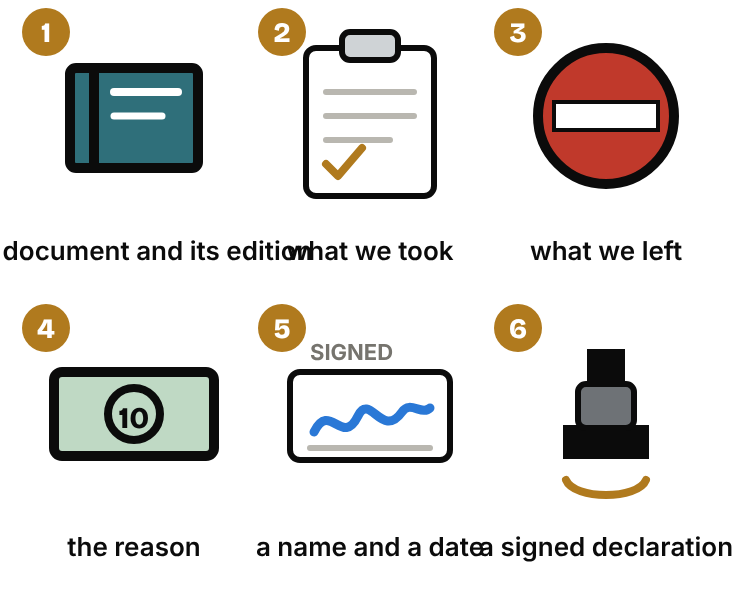 1
2
3
document and its edition
what we took
what we left
4
5
6
SIGNED
10
the reason
a name and a date
a signed declaration